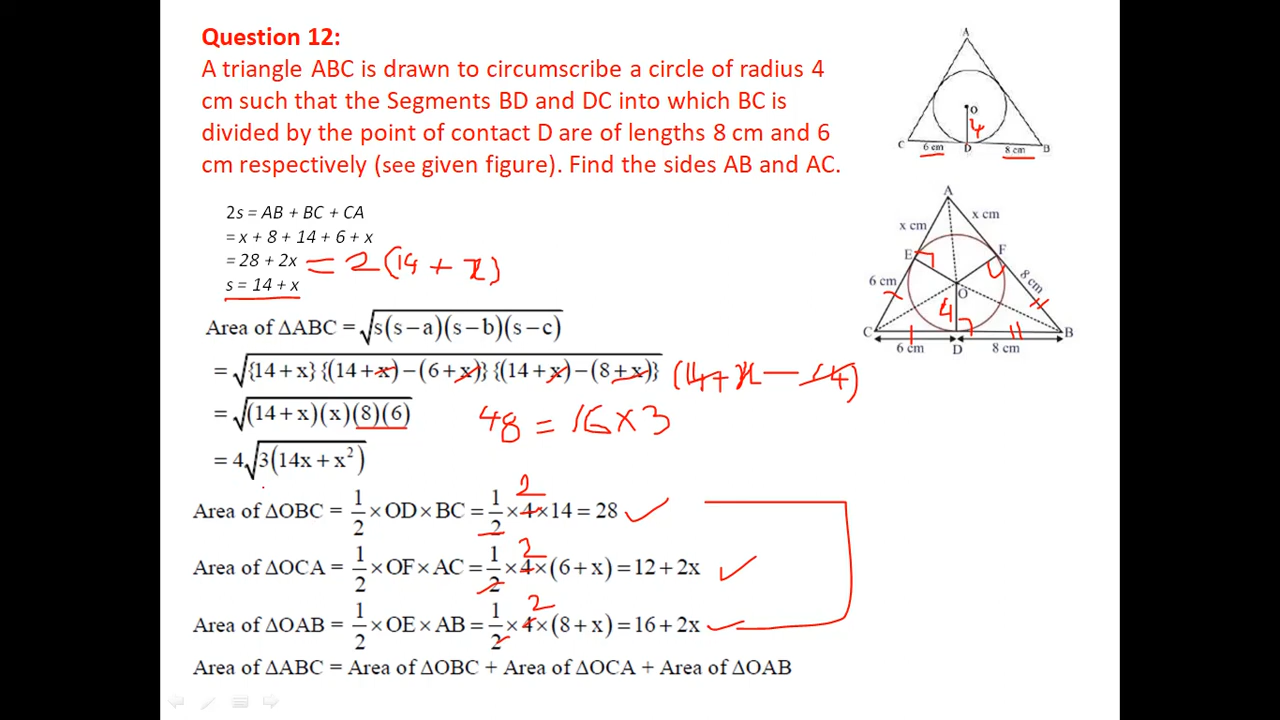 Question 12:
A triangle ABC is drawn to circumscribe a circle of radius 4
cm such that the Segments BD and DC into which BC is
divided by the point of contact D are of lengths 8 cm and 6
cm respectively (see given figure). Find the sides AB and AC.
A
O
4
C 6 cm D 8 cm B
2s = AB + BC + CA
= x + 8 + 14 + 6 + x
= 28 + 2x = 2 (14 + x)
s = 14 + x
A
x cm x cm
E F
6 cm 8 cm
O
4
C B
6 cm D 8 cm
Area of ΔABC = √s(s−a)(s−b)(s−c)
= √{14+x}{(14+x)−(6+x)}{(14+x)−(8+x)} (14+x − 14)
= √(14+x)(x)(8)(6) 48 = 16×3
= 4√3(14x+x²)
Area of ΔOBC = 1/2 ×OD×BC = 1/2 ×4×14 = 28 2
Area of ΔOCA = 1/2 ×OF×AC = 1/2 ×4×(6+x) = 12+2x 2
Area of ΔOAB = 1/2 ×OE×AB = 1/2 ×4×(8+x) = 16+2x 2
Area of ΔABC = Area of ΔOBC + Area of ΔOCA + Area of ΔOAB